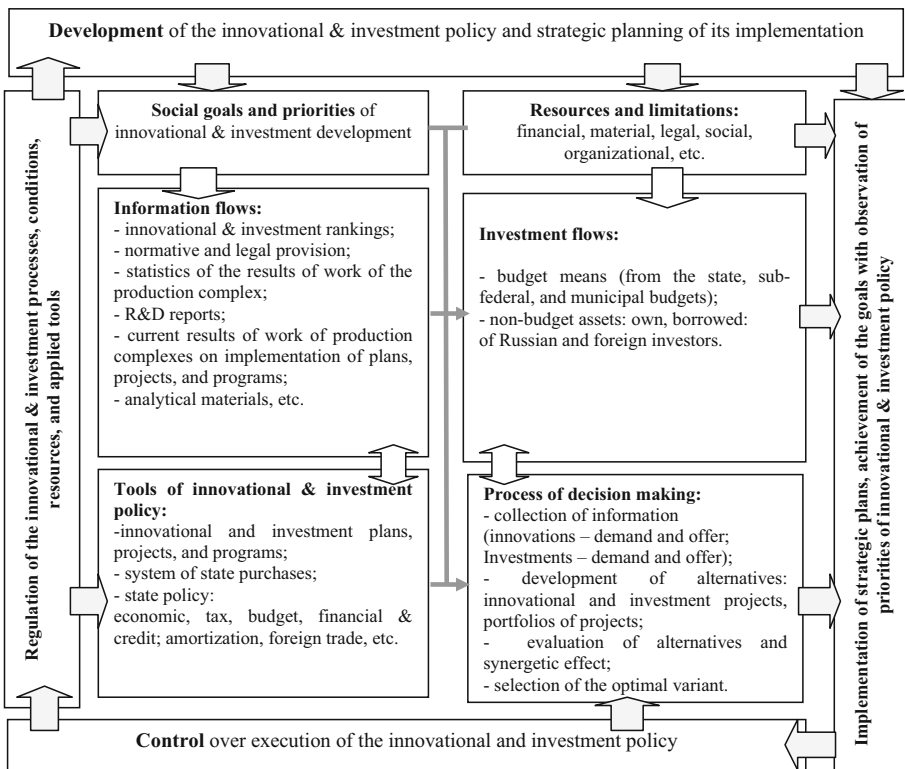 Development of the innovational & investment policy and strategic planning of its implementation
Regulation of the innovational & investment processes, conditions,
resources, and applied tools
Social goals and priorities of
innovational & investment development
Resources and limitations:
financial, material, legal, social,
organizational, etc.
Information flows:
- innovational & investment rankings;
- normative and legal provision;
- statistics of the results of work of the
production complex;
- R&D reports;
- current results of work of production
complexes on implementation of plans,
projects, and programs;
- analytical materials, etc.
Investment flows:
- budget means (from the state, sub-
federal, and municipal budgets);
- non-budget assets: own, borrowed:
of Russian and foreign investors.
Tools of innovational & investment
policy:
-innovational and investment plans,
projects, and programs;
- system of state purchases;
- state policy:
economic, tax, budget, financial &
credit; amortization, foreign trade, etc.
Process of decision making:
- collection of information
(innovations – demand and offer;
Investments – demand and offer);
- development of alternatives:
innovational and investment projects,
portfolios of projects;
- evaluation of alternatives and
synergetic effect;
- selection of the optimal variant.
Implementation of strategic plans, achievement of the goals with observation of
priorities of innovational & investment policy
Control over execution of the innovational and investment policy